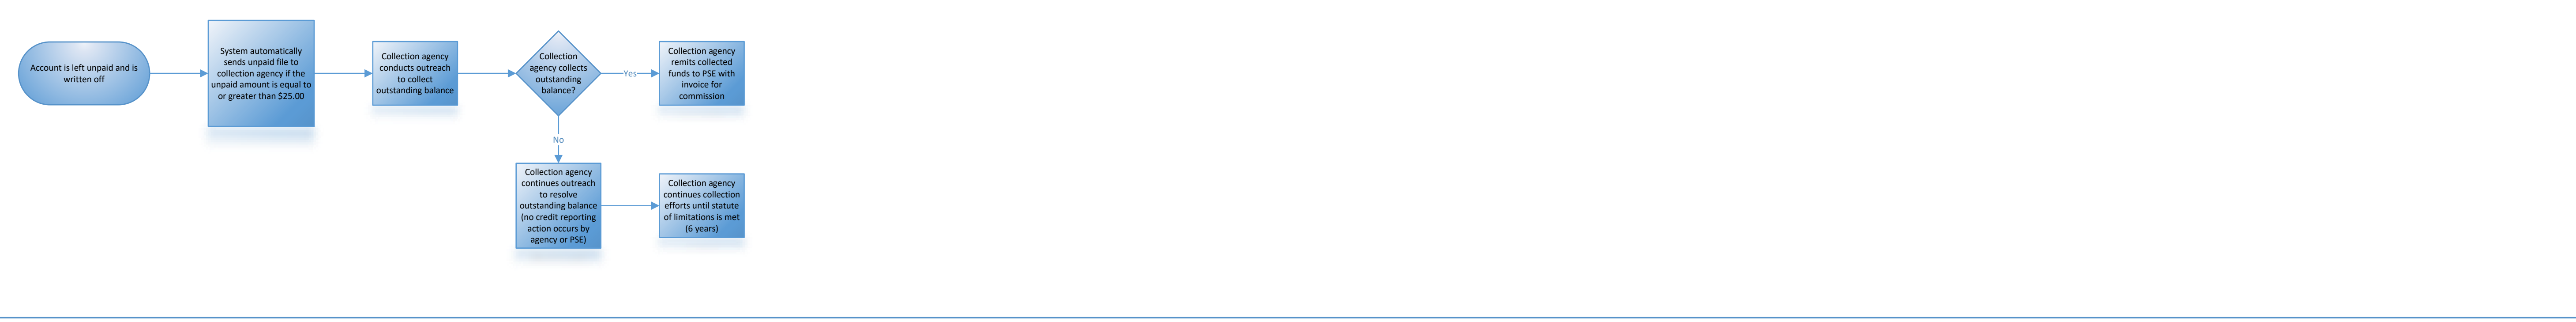 Account is left unpaid and is
written off
System automatically
sends unpaid file to
collection agency if the
unpaid amount is equal to
or greater than $25.00
Collection agency
conducts outreach
to collect
outstanding balance
Collection
agency collects
outstanding
balance?
Yes
Collection agency
remits collected
funds to PSE with
invoice for
commission
No
Collection agency
continues outreach
to resolve
outstanding balance
(no credit reporting
action occurs by
agency or PSE)
Collection agency
continues collection
efforts until statute
of limitations is met
(6 years)